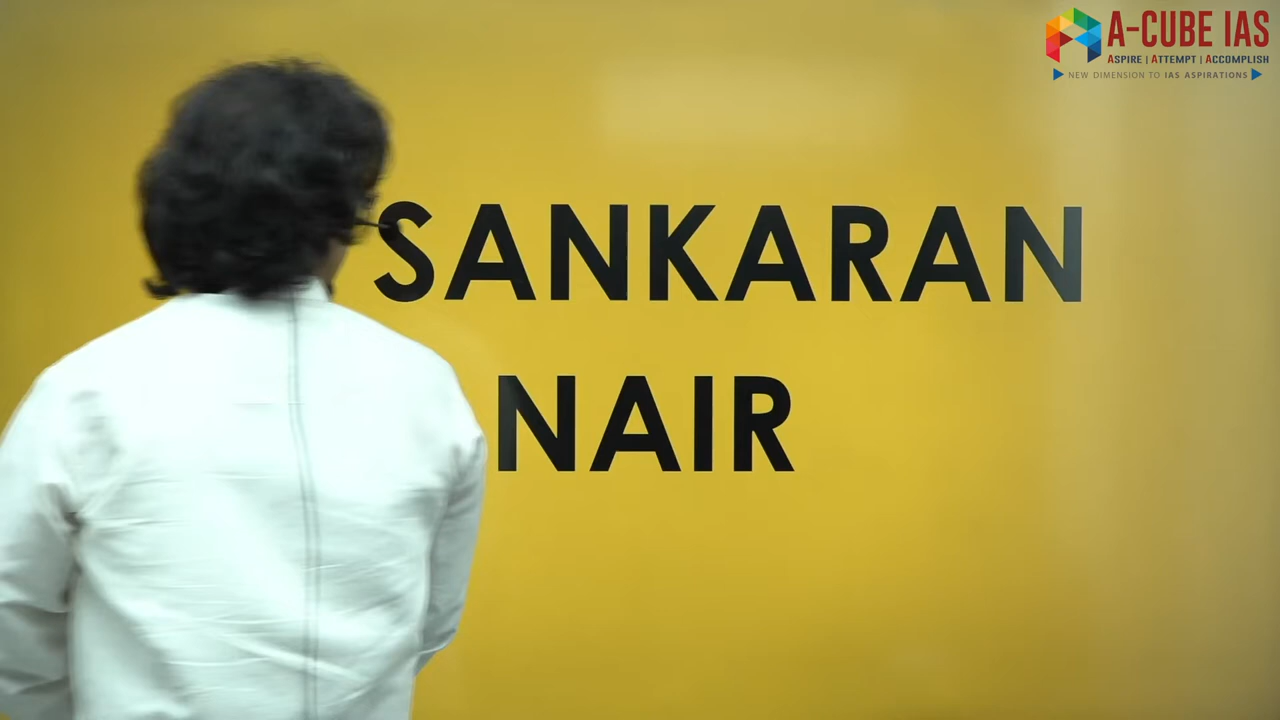 A-CUBE IAS
ASPIRE | ATTEMPT | ACCOMPLISH
NEW DIMENSION TO IAS ASPIRATIONS
SANKARAN
NAIR